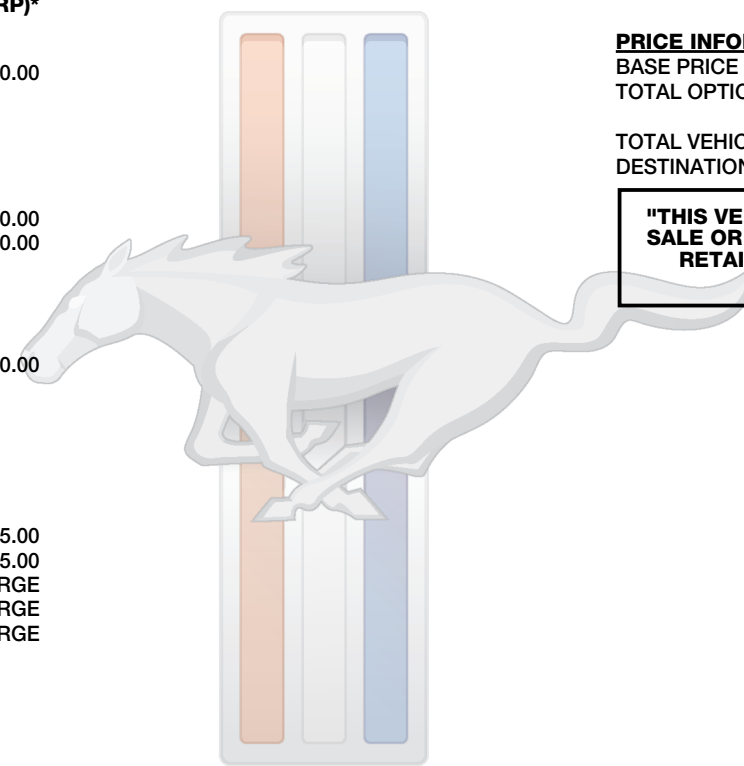 RP)*
0.00
0.00
0.00
0.00
5.00
5.00
RGE
RGE
RGE
PRICE INFO
BASE PRICE
TOTAL OPTIO
TOTAL VEHIC
DESTINATION
"THIS VE
SALE OR
RETAI